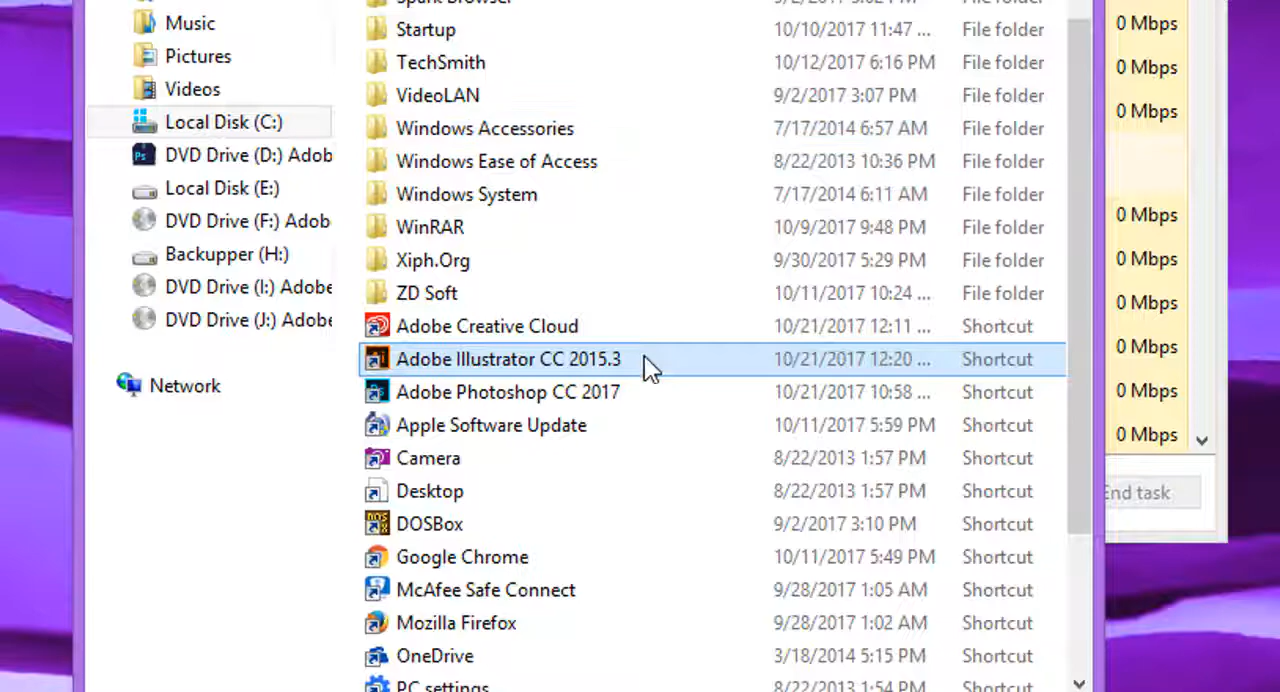 Music
Pictures
Videos
Local Disk (C:)
DVD Drive (D:) Adob
Local Disk (E:)
DVD Drive (F:) Adob
Backupper (H:)
DVD Drive (I:) Adobe
DVD Drive (J:) Adobe
Network
Startup 10/10/2017 11:47 ... File folder
TechSmith 10/12/2017 6:16 PM File folder
VideoLAN 9/2/2017 3:07 PM File folder
Windows Accessories 7/17/2014 6:57 AM File folder
Windows Ease of Access 8/22/2013 10:36 PM File folder
Windows System 7/17/2014 6:11 AM File folder
WinRAR 10/9/2017 9:48 PM File folder
Xiph.Org 9/30/2017 5:29 PM File folder
ZD Soft 10/11/2017 10:24 ... File folder
Adobe Creative Cloud 10/21/2017 12:11 ... Shortcut
Adobe Illustrator CC 2015.3 10/21/2017 12:20 ... Shortcut
Adobe Photoshop CC 2017 10/21/2017 10:58 ... Shortcut
Apple Software Update 10/11/2017 5:59 PM Shortcut
Camera 8/22/2013 1:57 PM Shortcut
Desktop 8/22/2013 1:57 PM Shortcut
DOSBox 9/2/2017 3:10 PM Shortcut
Google Chrome 10/11/2017 5:49 PM Shortcut
McAfee Safe Connect 9/28/2017 1:05 AM Shortcut
Mozilla Firefox 9/28/2017 1:02 AM Shortcut
OneDrive 3/18/2014 5:15 PM Shortcut
PC settings 8/22/2013 1:54 PM Shortcut
0 Mbps
0 Mbps
0 Mbps
0 Mbps
0 Mbps
0 Mbps
0 Mbps
0 Mbps
0 Mbps
End task